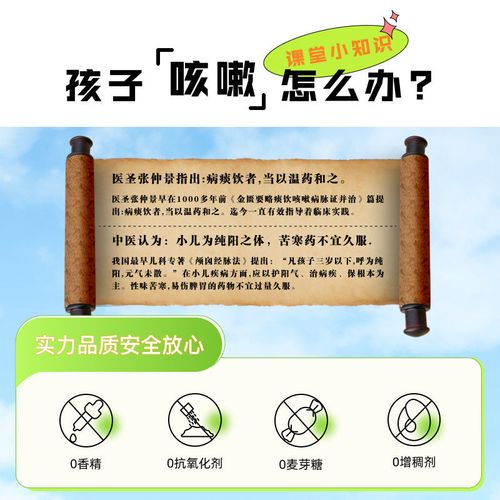 课堂小知识
孩子「咳嗽」怎么办？
医圣张仲景指出:病痰饮者,当以温药和之。
医圣张仲景早在1000多年前《金匮要略痰饮咳嗽病脉证并治》篇提
出:病痰饮者,当以温药和之。迄今一直有效指导着临床实践。
中医认为：小儿为纯阳之体，苦寒药不宜久服.
我国最早儿科专著《颅囟经脉法》提出：“凡孩子三岁以下,呼为纯
阳,元气未散。”在小儿疾病方面,应以护阳气、治病疾、保根本为
主。性味苦寒,易伤脾胃的药物不宜过量久服。
实力品质安全放心
0香精
0抗氧化剂
0麦芽糖
0增稠剂